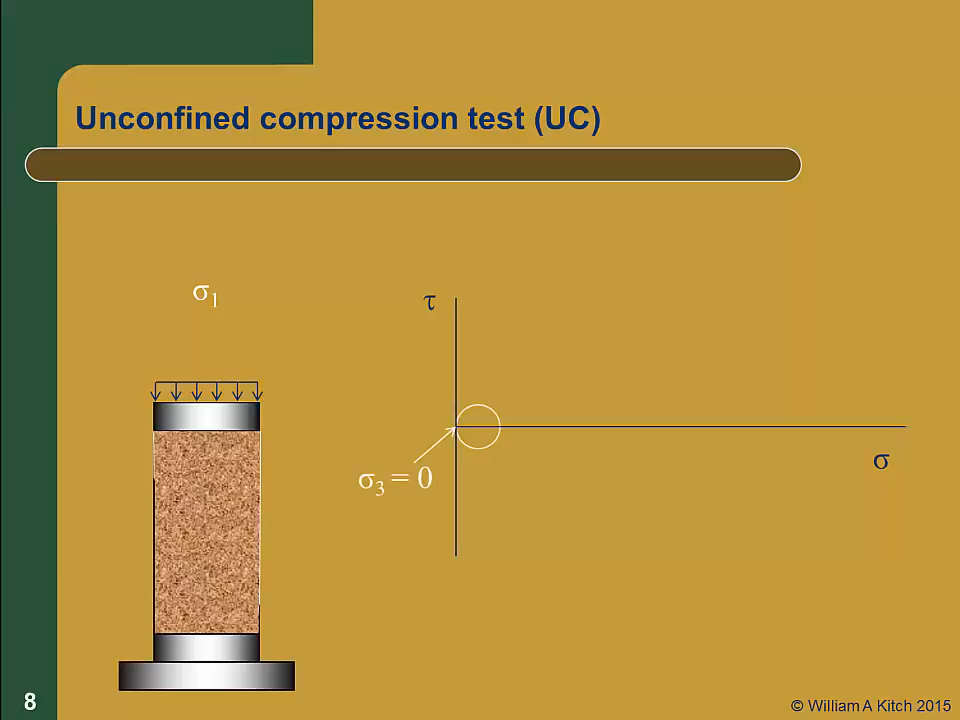 Unconfined compression test (UC)
σ₁
τ
σ
σ₃ = 0
8
© William A Kitch 2015